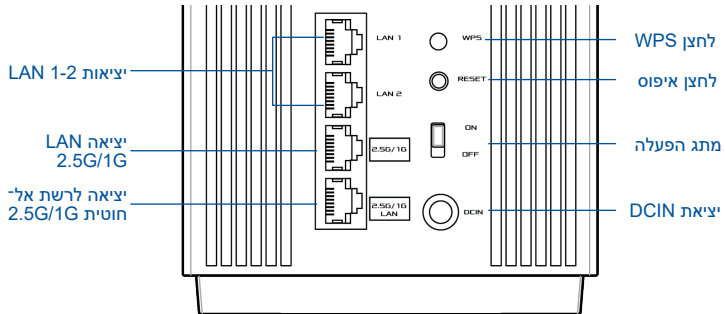 LAN 1
WPS
לחצן WPS
יציאות LAN 1-2
RESET
לחצן איפוס
LAN 2
ON
OFF
מתג הפעלה
יציאה LAN
2.5G/1G
2.5G/1G
יציאה לרשת אל־
חוטית 2.5G/1G
2.5G/1G
LAN
DCIN
יציאת DCIN